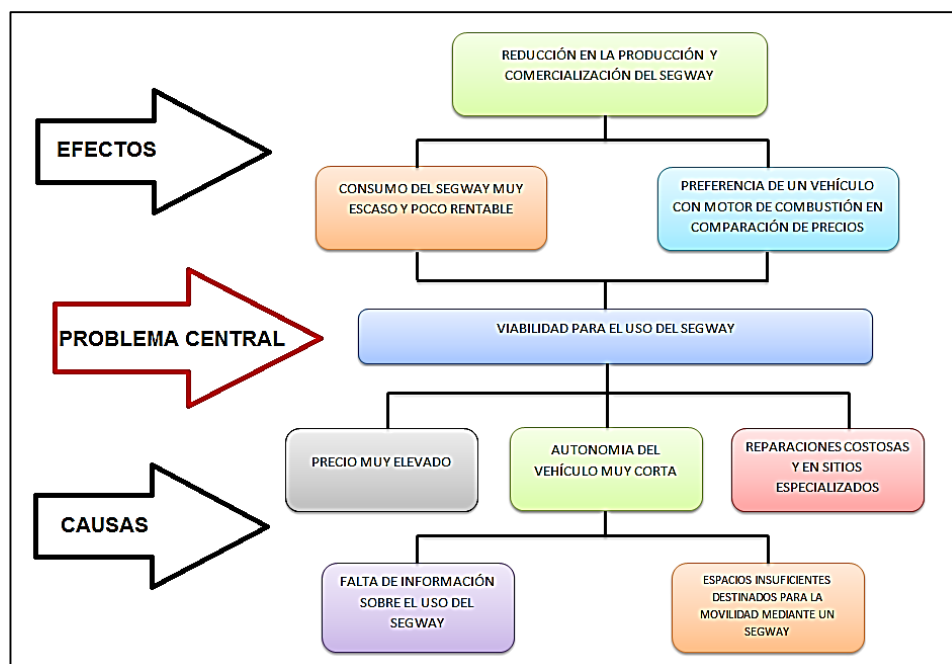 REDUCCIÓN EN LA PRODUCCIÓN Y
COMERCIALIZACIÓN DEL SEGWAY
EFECTOS
CONSUMO DEL SEGWAY MUY
ESCASO Y POCO RENTABLE
PREFERENCIA DE UN VEHÍCULO
CON MOTOR DE COMBUSTIÓN EN
COMPARACIÓN DE PRECIOS
PROBLEMA CENTRAL
VIABILIDAD PARA EL USO DEL SEGWAY
PRECIO MUY ELEVADO
AUTONOMIA DEL
VEHÍCULO MUY CORTA
REPARACIONES COSTOSAS
Y EN SITIOS
ESPECIALIZADOS
CAUSAS
FALTA DE INFORMACIÓN
SOBRE EL USO DEL
SEGWAY
ESPACIOS INSUFICIENTES
DESTINADOS PARA LA
MOVILIDAD MEDIANTE UN
SEGWAY